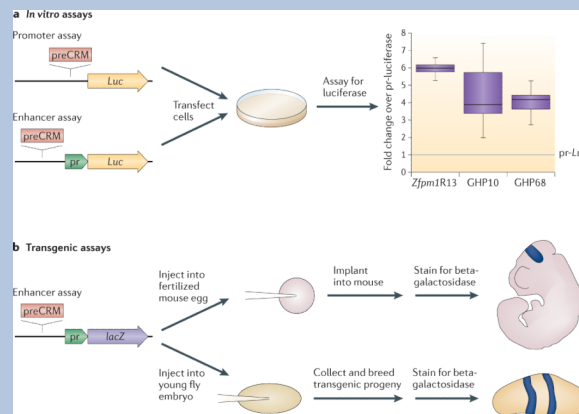 a In vitro assays
Promoter assay
preCRM
Luc
Enhancer assay
preCRM
pr
Luc
Transfect
cells
Assay for
luciferase
Fold change over pr-luciferase
8
7
6
5
4
3
2
1
0
pr-Lu
Zfpm1R13
GHP10
GHP68
b Transgenic assays
Enhancer assay
preCRM
pr
lacZ
Inject into
fertilized
mouse egg
Implant
into mouse
Stain for beta-
galactosidase
Inject into
young fly
embryo
Collect and breed
transgenic progeny
Stain for beta-
galactosidase